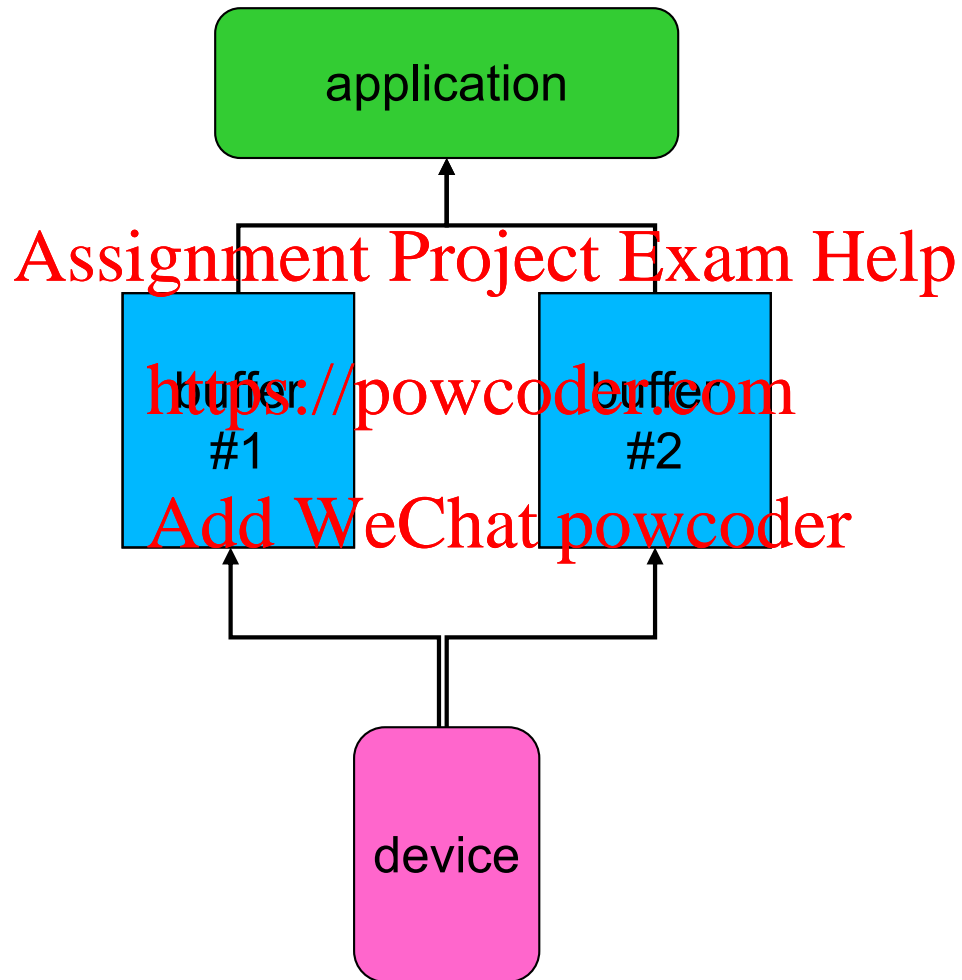 application
Assignment Project Exam Help
buffer
#1
buffer
#2
https://powcoder.com
Add WeChat powcoder
device